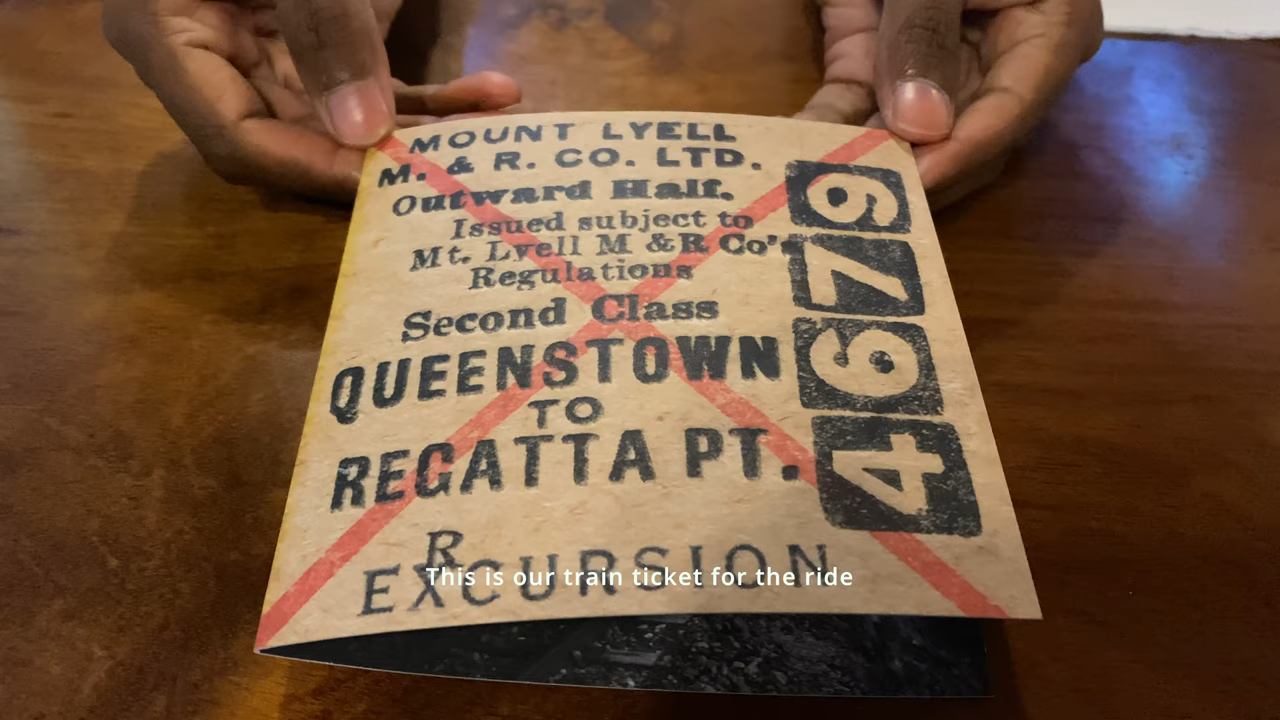 MOUNT LYELL
M. & R. CO. LTD.
Outward Half.
Issued subject to
Mt. Lyell M & R Co's
Regulations
Second Class
QUEENSTOWN
TO
REGATTA PT.
R
EXCURSION
4679
This is our train ticket for the ride